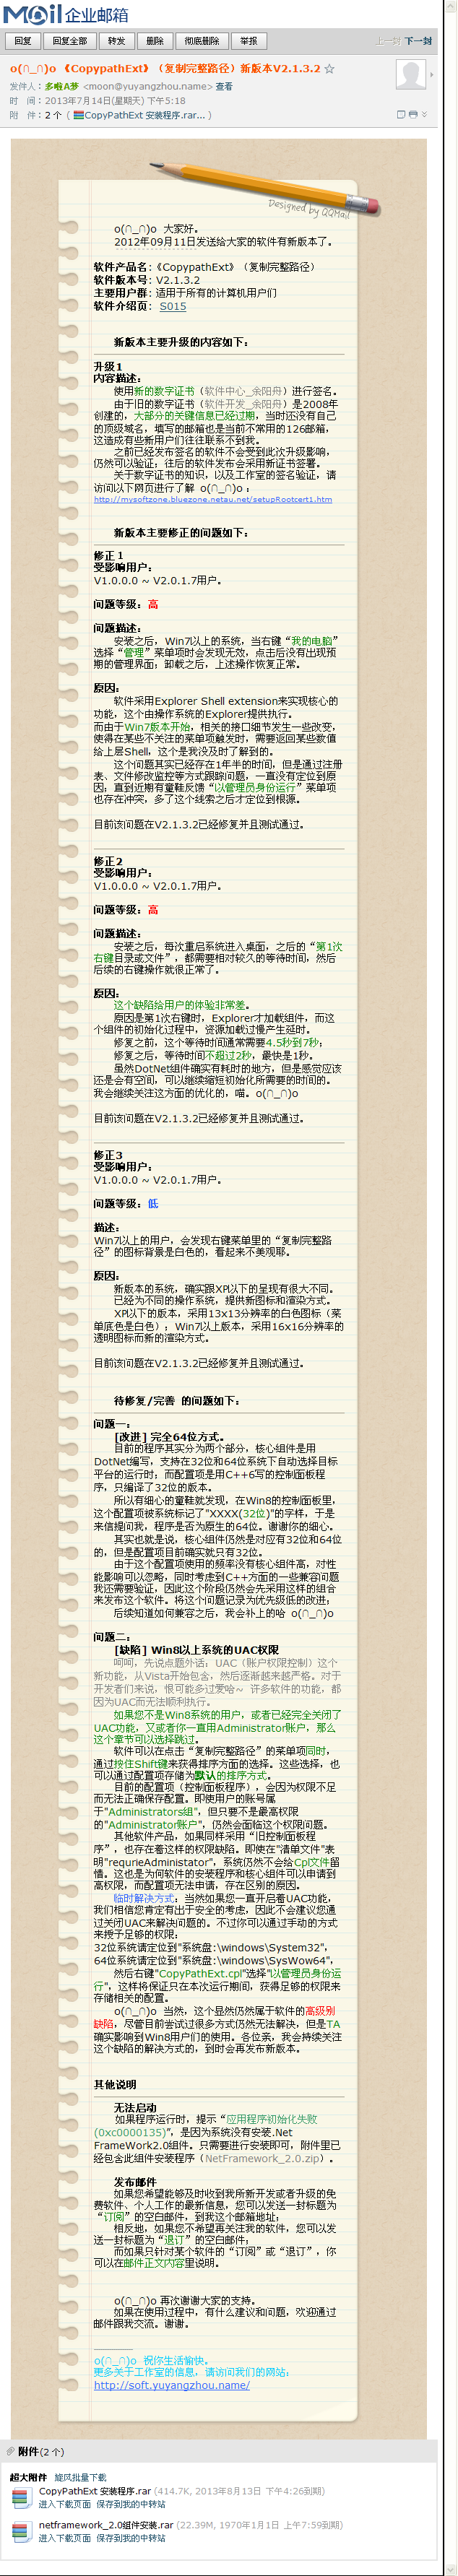 Mail 企业邮箱
回复 回复全部 转发 删除 彻底删除 举报 上一封 下一封
o(∩_∩)o 《CopypathExt》（复制完整路径）新版本V2.1.3.2 ☆
发件人：多啦A梦 <moon@yuyangzhou.name> 查看
时　间：2013年7月14日(星期天) 下午5:18
附　件：2 个 ( CopyPathExt 安装程序.rar... )
Designed by QQMail
o(∩_∩)o 大家好。
2012年09月11日发送给大家的软件有新版本了。
软件产品名：《CopypathExt》（复制完整路径）
软件版本号：V2.1.3.2
主要用户群：适用于所有的计算机用户们
软件介绍页： S015
新版本主要升级的内容如下：
升级1
内容描述：
使用新的数字证书（软件中心_余阳舟）进行签名。
由于旧的数字证书（软件开发_余阳舟）是2008年
创建的，大部分的关键信息已经过期，当时还没有自己
的顶级域名，填写的邮箱也是当前不常用的126邮箱，
这造成有些新用户们往往联系不到我。
之前已经发布签名的软件不会受到此次升级影响，
仍然可以验证，往后的软件发布会采用新证书签署。
关于数字证书的知识，以及工作室的签名验证，请
访问以下网页进行了解 o(∩_∩)o ：
http://mysoftzone.bluezone.netau.net/setupRootcert1.htm
新版本主要修正的问题如下：
修正１
受影响用户：
V1.0.0.0 ~ V2.0.1.7用户。
问题等级：高
问题描述：
安装之后，Win7以上的系统，当右键“我的电脑”
选择“管理”菜单项时会发现无效，点击后没有出现预
期的管理界面，卸载之后，上述操作恢复正常。
原因：
软件采用Explorer Shell extension来实现核心的
功能，这个由操作系统的Explorer提供执行。
而由于Win7版本开始，相关的接口细节发生一些改变，
使得在某些不关注的菜单项触发时，需要返回某些数值
给上层Shell，这个是我没及时了解到的。
这个问题其实已经存在1年半的时间，但是通过注册
表、文件修改监控等方式跟踪问题，一直没有定位到原
因；直到近期有童鞋反馈“以管理员身份运行”菜单项
也存在冲突，多了这个线索之后才定位到根源。
目前该问题在V2.1.3.2已经修复并且测试通过。
修正2
受影响用户：
V1.0.0.0 ~ V2.0.1.7用户。
问题等级：高
问题描述：
安装之后，每次重启系统进入桌面，之后的“第1次
右键目录或文件”，都需要相对较久的等待时间，然后
后续的右键操作就很正常了。
原因：
这个缺陷给用户的体验非常差。
原因是第1次右键时，Explorer才加载组件，而这
个组件的初始化过程中，资源加载过慢产生延时。
修复之前，这个等待时间通常需要4.5秒到7秒；
修复之后，等待时间不超过2秒，最快是1秒。
虽然DotNet组件确实有耗时的地方，但是感觉应该
还是会有空间，可以继续缩短初始化所需要的时间的。
我会继续关注这方面的优化的，喵。o(∩_∩)o
目前该问题在V2.1.3.2已经修复并且测试通过。
修正3
受影响用户：
V1.0.0.0 ~ V2.0.1.7用户。
问题等级：低
描述：
Win7以上的用户，会发现右键菜单里的“复制完整路
径”的图标背景是白色的，看起来不美观耶。
原因：
新版本的系统，确实跟XP以下的呈现有很大不同。
已经为不同的操作系统，提供新图标和渲染方式。
XP以下的版本，采用13x13分辨率的白色图标（菜
单底色是白色）；Win7以上版本，采用16x16分辨率的
透明图标而新的渲染方式。
目前该问题在V2.1.3.2已经修复并且测试通过。
待修复/完善 的问题如下：
问题一：
[改进] 完全64位方式。
目前的程序其实分为两个部分，核心组件是用
DotNet编写，支持在32位和64位系统下自动选择目标
平台的运行时；而配置项是用C++6写的控制面板程
序，只编译了32位的版本。
所以有细心的童鞋就发现，在Win8的控制面板里，
这个配置项被系统标记了"XXXX(32位)"的字样，于是
来信提问我，程序是否为原生的64位。谢谢你的细心。
其实也就是说，核心组件仍然是对应有32位和64位
的，但是配置项目前确实就只有32位。
由于这个配置项使用的频率没有核心组件高，对性
能影响可以忽略，同时考虑到C++方面的一些兼容问题
我还需要验证，因此这个阶段仍然会先采用这样的组合
来发布这个软件。将这个问题记录为优先级低的改进；
后续知道如何兼容之后，我会补上的哈 o(∩_∩)o
问题二：
[缺陷] Win8以上系统的UAC权限
呵呵，先说点题外话，UAC（账户权限控制）这个
新功能，从Vista开始包含，然后逐渐越来越严格。对于
开发者们来说，恨可能多过爱哈~ 许多软件的功能，都
因为UAC而无法顺利执行。
如果您不是Win8系统的用户，或者已经完全关闭了
UAC功能，又或者你一直用Administrator账户，那么
这个章节可以选择跳过。
软件可以在点击“复制完整路径”的菜单项同时，
通过按住Shift键来获得排序方面的选择。这些选择，也
可以通过配置项存储为默认的排序方式。
目前的配置项（控制面板程序），会因为权限不足
而无法正确保存配置。即使用户的账号属
于"Administrators组"，但只要不是最高权限
的"Administrator账户"，仍然会面临这个权限问题。
其他软件产品，如果同样采用“旧控制面板程
序”，也存在着这样的权限缺陷。即使在"清单文件"表
明"requrieAdministator"，系统仍然不会给Cpl文件留
情。这也是为何软件的安装程序和核心组件可以申请到
高权限，而配置项无法申请，存在区别的原因。
临时解决方式：当然如果您一直开启着UAC功能，
我们相信您肯定有出于安全的考虑，因此不会建议您通
过关闭UAC来解决问题的。不过你可以通过手动的方式
来授予足够的权限：
32位系统请定位到"系统盘:\windows\System32"，
64位系统请定位到"系统盘:\windows\SysWow64"，
然后右键"CopyPathExt.cpl"选择"以管理员身份运
行"，这样将保证只在本次运行期间，获得足够的权限来
存储相关的配置。
o(∩_∩)o 当然，这个显然仍然属于软件的高级别
缺陷，尽管目前尝试过很多方式仍然无法解决，但是TA
确实影响到Win8用户们的使用。各位亲，我会持续关注
这个缺陷的解决方式的，到时会再发布新版本。
其他说明
无法启动
如果程序运行时，提示“应用程序初始化失败
(0xc0000135)”，是因为系统没有安装.Net
FrameWork2.0组件。只需要进行安装即可，附件里已
经包含此组件安装程序（NetFramework_2.0.zip）。
发布邮件
如果您希望能够及时收到我所新开发或者升级的免
费软件、个人工作的最新信息，您可以发送一封标题为
“订阅”的空白邮件，到我这个邮箱地址；
相反地，如果您不希望再关注我的软件，您可以发
送一封标题为“退订”的空白邮件；
而如果只针对某个软件的“订阅”或“退订”，你
可以在邮件正文内容里说明。
o(∩_∩)o 再次谢谢大家的支持。
如果在使用过程中，有什么建议和问题，欢迎通过
邮件跟我交流。谢谢。
o(∩_∩)o 祝你生活愉快。
更多关于工作室的信息，请访问我们的网站：
http://soft.yuyangzhou.name/
附件(2 个)
超大附件 旋风批量下载
CopyPathExt 安装程序.rar (414.7K, 2013年8月13日 下午4:26到期)
进入下载页面 保存到我的中转站
netframework_2.0组件安装.rar (22.39M, 1970年1月1日 上午7:59到期)
进入下载页面 保存到我的中转站